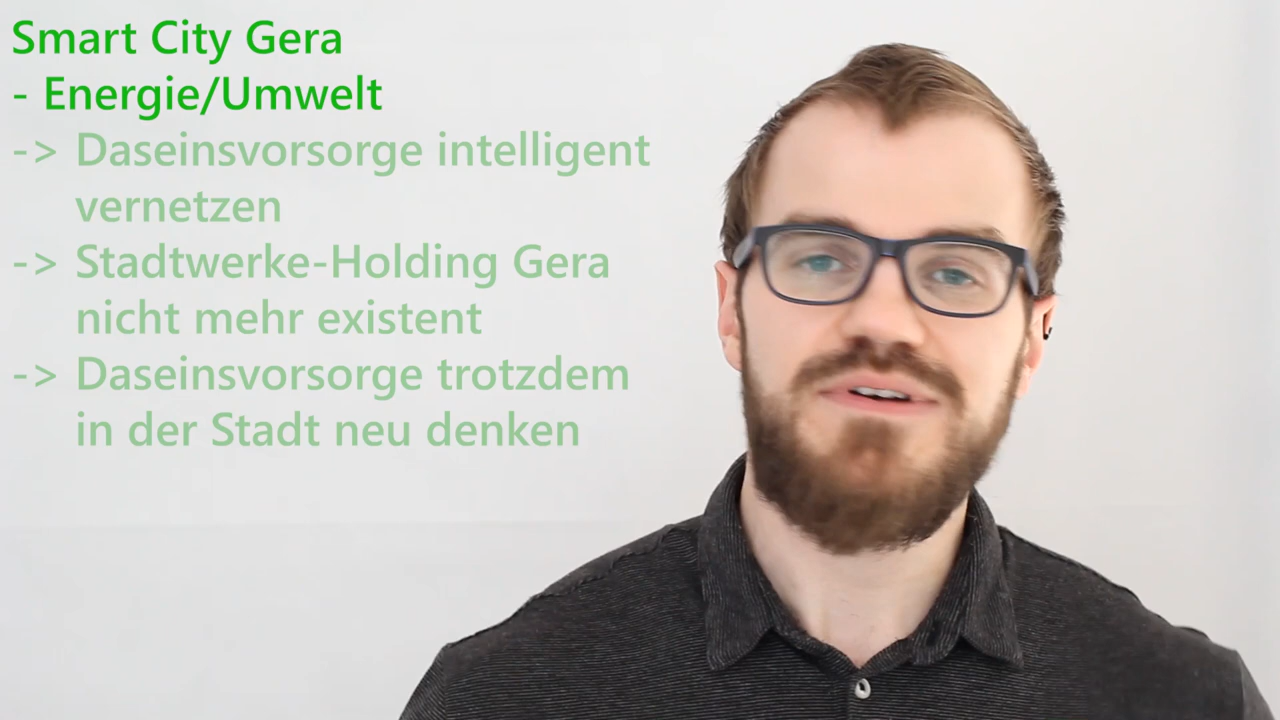 Smart City Gera
- Energie/Umwelt
-> Daseinsvorsorge intelligent
vernetzen
-> Stadtwerke-Holding Gera
nicht mehr existent
-> Daseinsvorsorge trotzdem
in der Stadt neu denken